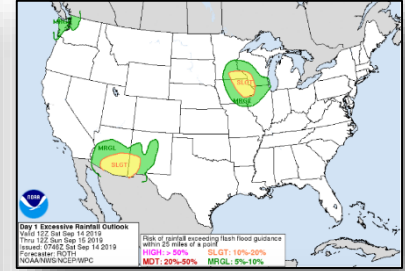 MRGL
SLGT
MRGL
MRGL
SLGT
NOAA
Day 1 Excessive Rainfall Outlook
Valid 12Z Sat Sep 14 2019
Thru 12Z Sun Sep 15 2019
Issued: 0746Z Sat Sep 14 2019
Forecaster: ROTH
NOAA/NWS/NCEP/WPC
Risk of rainfall exceeding flash flood guidance
within 25 miles of a point
HIGH: > 50% SLGT: 10%-20%
MDT: 20%-50% MRGL: 5%-10%